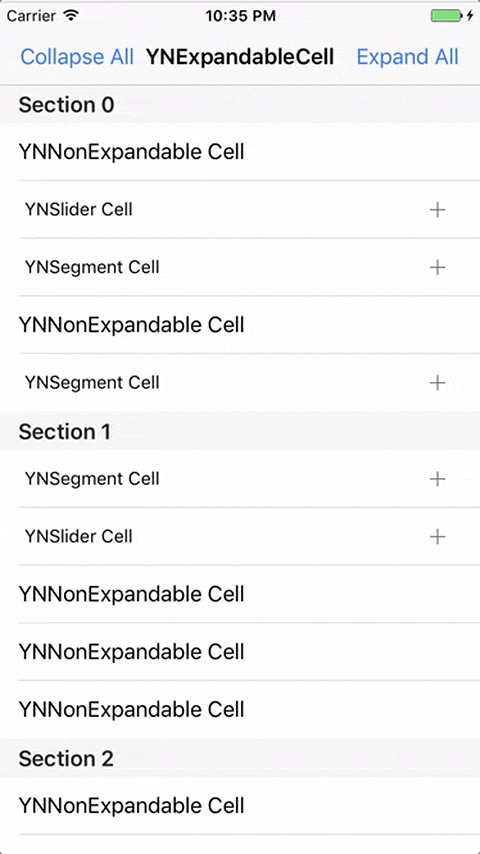 Carrier 10:35 PM
Collapse All YNExpandableCell Expand All
Section 0
YNNonExpandable Cell
YNSlider Cell
YNSegment Cell
YNNonExpandable Cell
YNSegment Cell
Section 1
YNSegment Cell
YNSlider Cell
YNNonExpandable Cell
YNNonExpandable Cell
YNNonExpandable Cell
Section 2
YNNonExpandable Cell